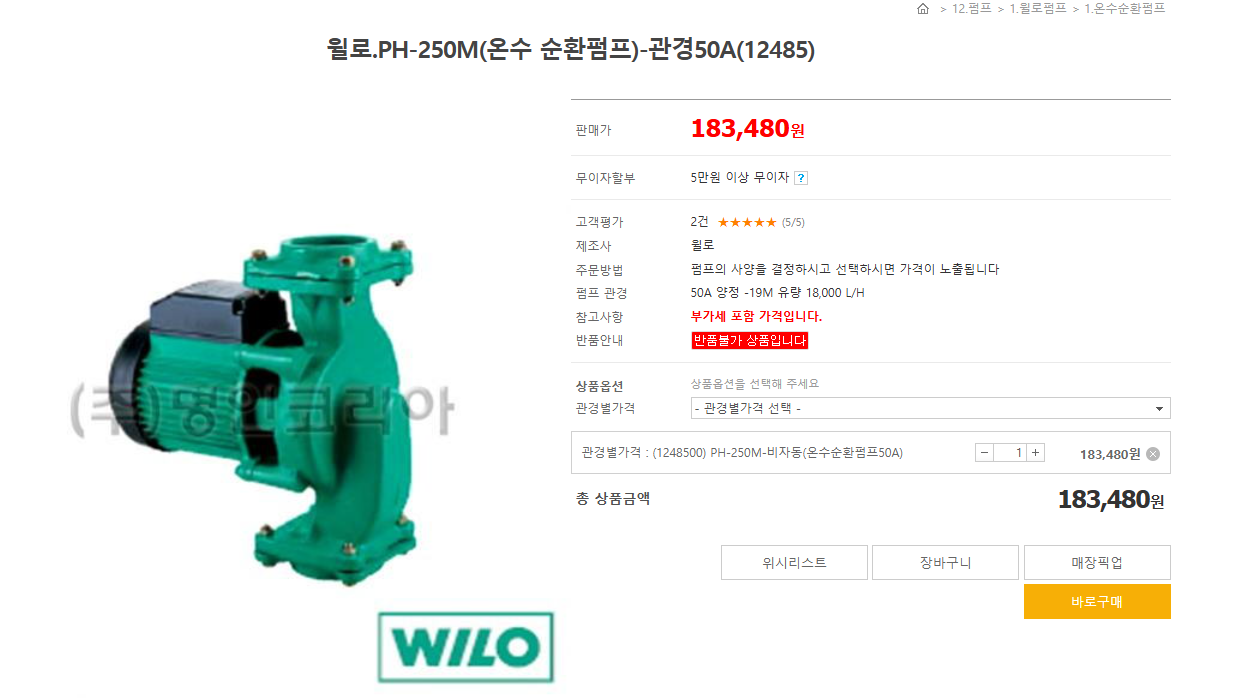 > 12.펌프 > 1.윌로펌프 > 1.온수순환펌프
윌로.PH-250M(온수 순환펌프)-관경50A(12485)
판매가 183,480원
무이자할부 5만원 이상 무이자 ?
고객평가 2건 ★★★★★ (5/5)
제조사 윌로
주문방법 펌프의 사양을 결정하시고 선택하시면 가격이 노출됩니다
펌프 관경 50A 양정 -19M 유량 18,000 L/H
참고사항 부가세 포함 가격입니다.
반품안내 반품불가 상품입니다
상품옵션 상품옵션을 선택해 주세요
관경별가격 - 관경별가격 선택 -
관경별가격 : (1248500) PH-250M-비자동(온수순환펌프50A) − 1 + 183,480원
총 상품금액 183,480원
위시리스트 장바구니 매장픽업
바로구매
(주)명인코리아
WILO